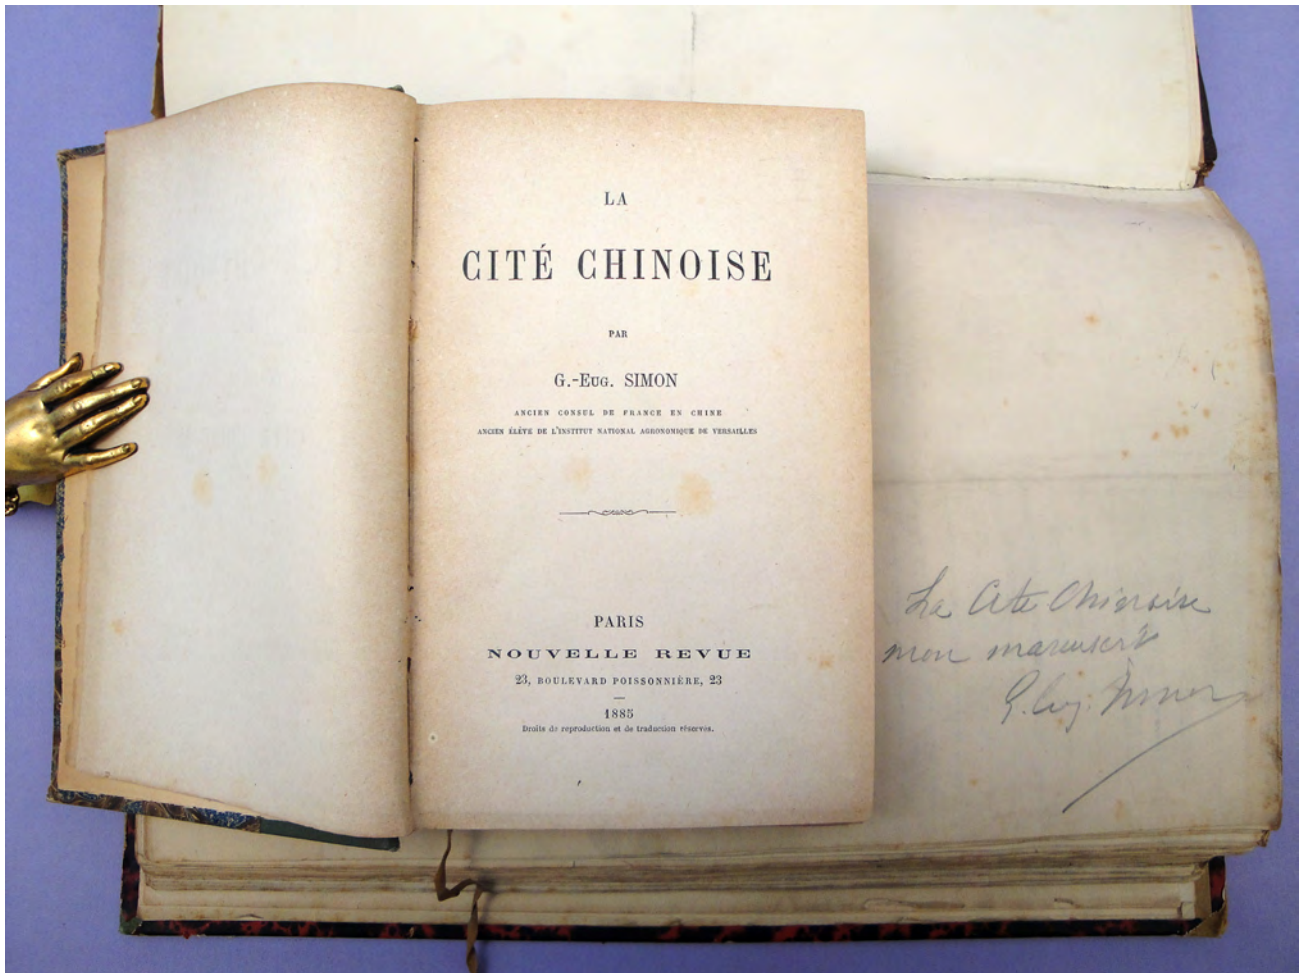 LA
CITÉ CHINOISE
PAR
G.-EUG. SIMON
ANCIEN CONSUL DE FRANCE EN CHINE
ANCIEN ÉLÈVE DE L'INSTITUT NATIONAL AGRONOMIQUE DE VERSAILLES
PARIS
NOUVELLE REVUE
23, BOULEVARD POISSONNIÈRE, 23
1885
Droits de reproduction et de traduction réservés.
La Cité Chinoise
mon manuscrit
G. Eug. Simon